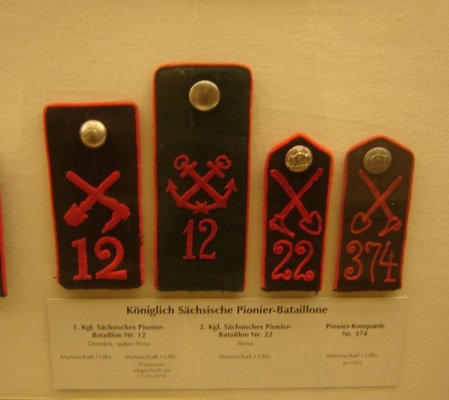 12 12 22 374
Königlich Sächsische Pionier-Bataillone
1. Kgl. Sächsisches Pionier- 2. Kgl. Sächsisches Pionier- Pionier-Kompanie
Bataillon Nr. 12 Bataillon Nr. 22 Nr. 374
Dresden, später Pirna Riesa
Mannschaft / Uffz. Mannschaft / Uffz. Mannschaft / Uffz. Mannschaft / Uffz.
M 1915